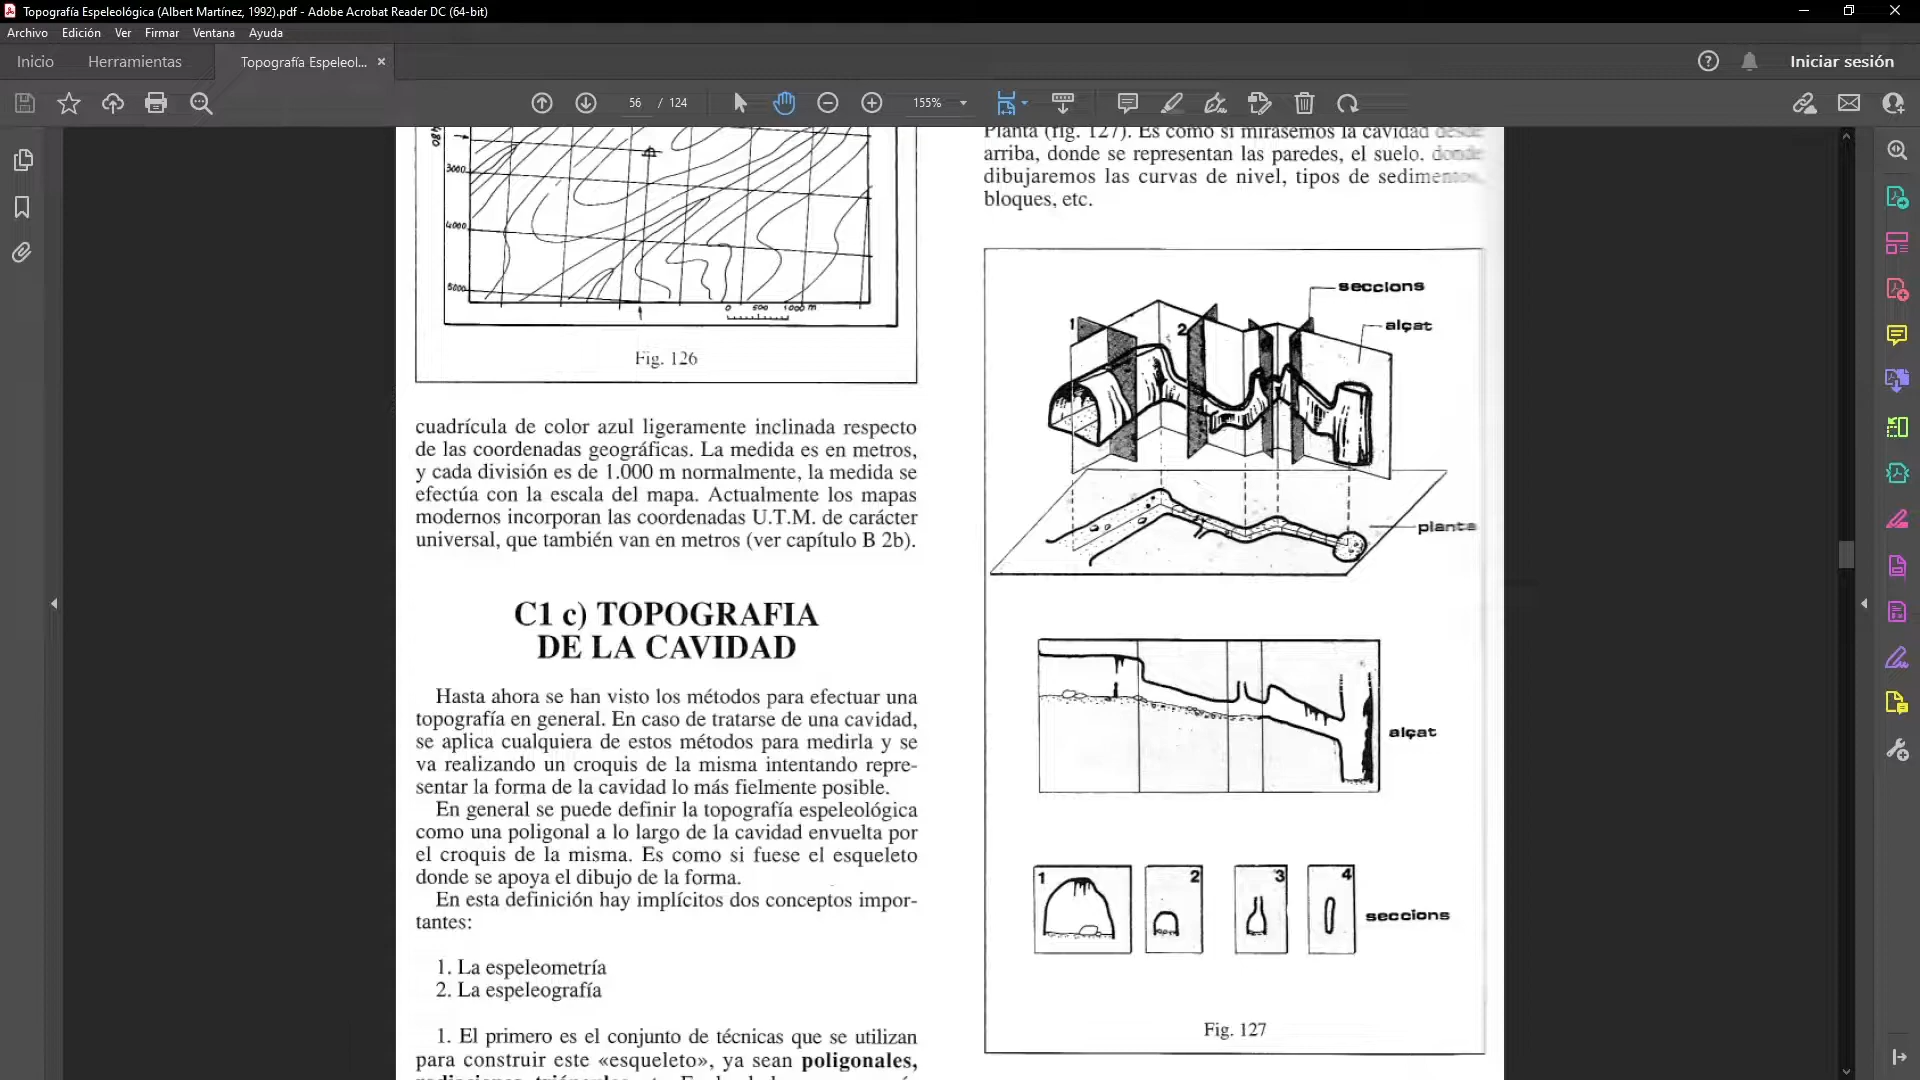 Topografía Espeleológica (Albert Martínez, 1992).pdf - Adobe Acrobat Reader DC (64-bit)
Archivo Edición Ver Firmar Ventana Ayuda
Inicio Herramientas Topografía Espeleol... × Iniciar sesión
56 / 124 155%
3000
4000
5000
0 500 1000 m
Fig. 126
cuadrícula de color azul ligeramente inclinada respecto
de las coordenadas geográficas. La medida es en metros,
y cada división es de 1.000 m normalmente, la medida se
efectúa con la escala del mapa. Actualmente los mapas
modernos incorporan las coordenadas U.T.M. de carácter
universal, que también van en metros (ver capítulo B 2b).
C1 c) TOPOGRAFIA
DE LA CAVIDAD
Hasta ahora se han visto los métodos para efectuar una
topografía en general. En caso de tratarse de una cavidad,
se aplica cualquiera de estos métodos para medirla y se
va realizando un croquis de la misma intentando repre-
sentar la forma de la cavidad lo más fielmente posible.
En general se puede definir la topografía espeleológica
como una poligonal a lo largo de la cavidad envuelta por
el croquis de la misma. Es como si fuese el esqueleto
donde se apoya el dibujo de la forma.
En esta definición hay implícitos dos conceptos impor-
tantes:
1. La espeleometría
2. La espeleografía
1. El primero es el conjunto de técnicas que se utilizan
para construir este «esqueleto», ya sean poligonales,
Planta (fig. 127). Es como si mirásemos la cavidad desde
arriba, donde se representan las paredes, el suelo. donde
dibujaremos las curvas de nivel, tipos de sedimentos,
bloques, etc.
seccions
1 2 alçat
planta
alçat
1 2 3 4
seccions
Fig. 127